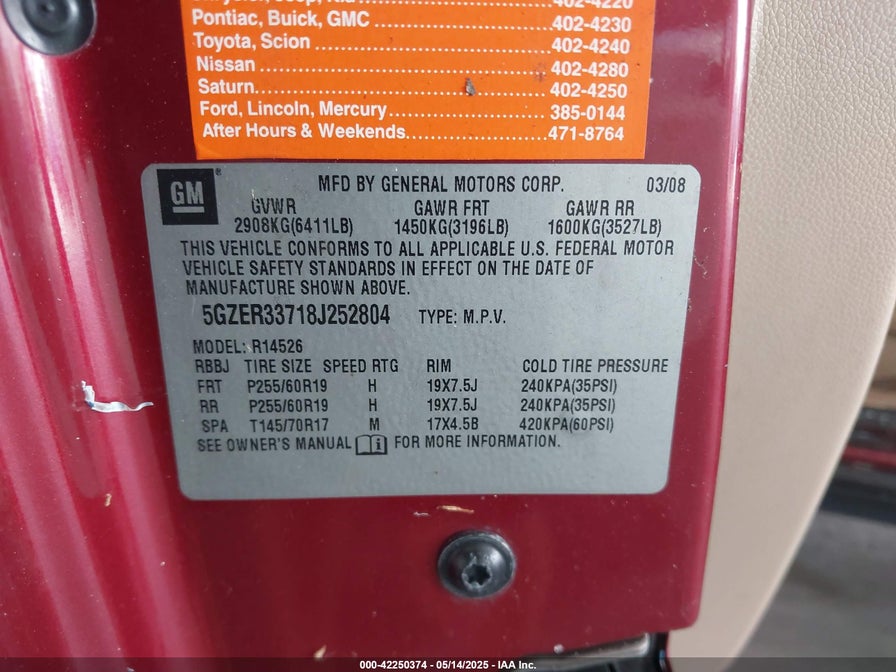 402-4220
Pontiac, Buick, GMC 402-4230
Toyota, Scion 402-4240
Nissan 402-4280
Saturn 402-4250
Ford, Lincoln, Mercury 385-0144
After Hours & Weekends 471-8764
GM
MFD BY GENERAL MOTORS CORP. 03/08
GVWR GAWR FRT GAWR RR
2908KG(6411LB) 1450KG(3196LB) 1600KG(3527LB)
THIS VEHICLE CONFORMS TO ALL APPLICABLE U.S. FEDERAL MOTOR
VEHICLE SAFETY STANDARDS IN EFFECT ON THE DATE OF
MANUFACTURE SHOWN ABOVE.
5GZER33718J252804 TYPE: M.P.V.
MODEL: R14526
RBBJ TIRE SIZE SPEED RTG RIM COLD TIRE PRESSURE
FRT P255/60R19 H 19X7.5J 240KPA(35PSI)
RR P255/60R19 H 19X7.5J 240KPA(35PSI)
SPA T145/70R17 M 17X4.5B 420KPA(60PSI)
SEE OWNER'S MANUAL FOR MORE INFORMATION.
000-42250374 - 05/14/2025 - IAA Inc.